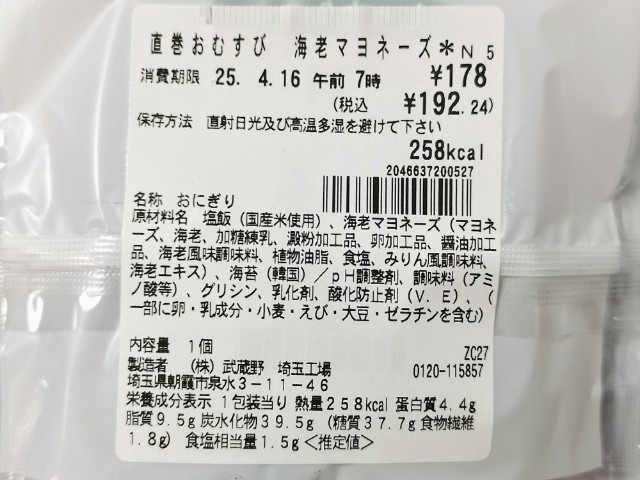 直巻おむすび 海老マヨネーズ＊N5
消費期限 25. 4.16 午前 7時 ¥178
(税込 ¥192.24)
保存方法 直射日光及び高温多湿を避けて下さい
258kcal
2046637200527
名称 おにぎり
原材料名 塩飯（国産米使用）、海老マヨネーズ（マヨネ
ーズ、海老、加糖練乳、澱粉加工品、卵加工品、醤油加工
品、海老風味調味料、植物油脂、食塩、みりん風調味料、
海老エキス）、海苔（韓国）／pH調整剤、調味料（アミ
ノ酸等）、グリシン、乳化剤、酸化防止剤（V．E）、（
一部に卵・乳成分・小麦・えび・大豆・ゼラチンを含む）
内容量 1個 ZC27
製造者 （株）武蔵野 埼玉工場 0120-115857
埼玉県朝霞市泉水3－11－46
栄養成分表示 1包装当り 熱量258kcal 蛋白質4.4g
脂質9.5g 炭水化物39.5g（糖質37.7g 食物繊維
1.8g） 食塩相当量1.5g＜推定値＞